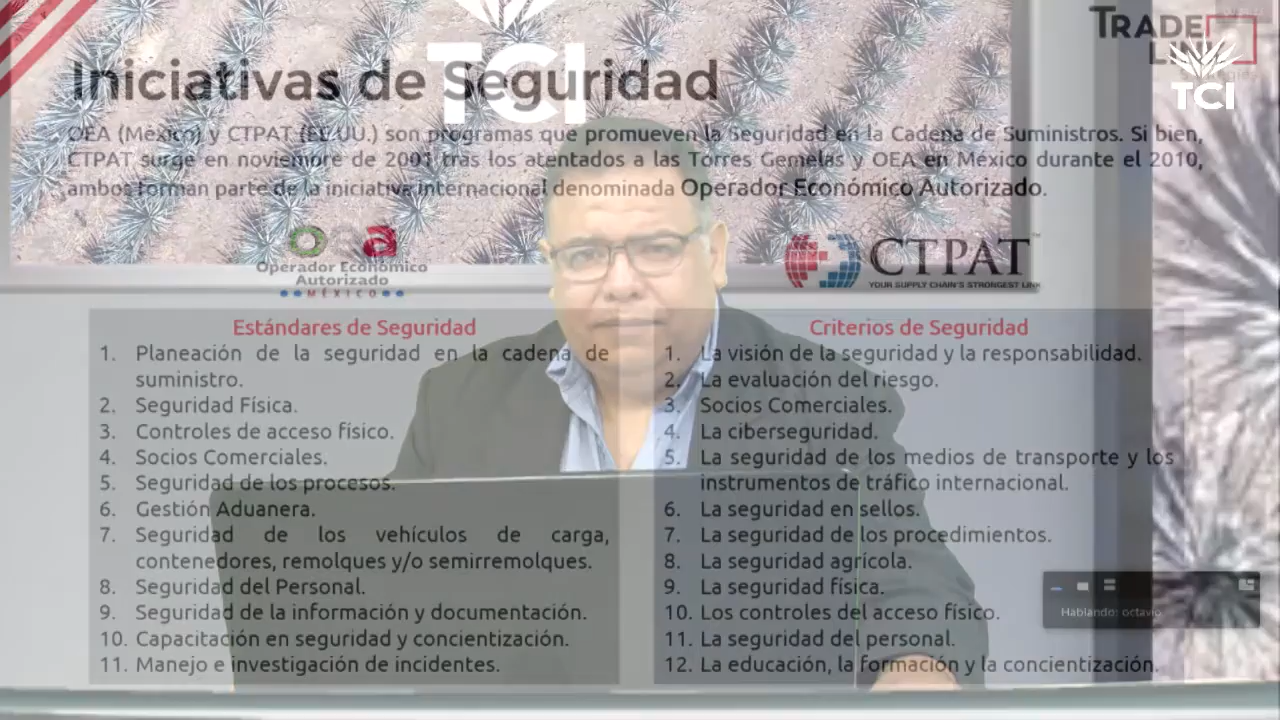 TRADE
TCI
Iniciativas de Seguridad
TCI
OEA (México) y CTPAT (EE.UU.) son programas que promueven la Seguridad en la Cadena de Suministros. Si bien,
CTPAT surge en noviembre de 2001 tras los atentados a las Torres Gemelas y OEA en México durante el 2010,
ambos forman parte de la iniciativa internacional denominada Operador Económico Autorizado.
oea
Operador Económico
Autorizado
MÉXICO
CTPAT
YOUR SUPPLY CHAIN'S STRONGEST LINK
Estándares de Seguridad
1. Planeación de la seguridad en la cadena de
suministro.
2. Seguridad Física.
3. Controles de acceso físico.
4. Socios Comerciales.
5. Seguridad de los procesos.
6. Gestión Aduanera.
7. Seguridad de los vehículos de carga,
contenedores, remolques y/o semirremolques.
8. Seguridad del Personal.
9. Seguridad de la información y documentación.
10. Capacitación en seguridad y concientización.
11. Manejo e investigación de incidentes.
Criterios de Seguridad
1. La visión de la seguridad y la responsabilidad.
2. La evaluación del riesgo.
3. Socios Comerciales.
4. La ciberseguridad.
5. La seguridad de los medios de transporte y los
instrumentos de tráfico internacional.
6. La seguridad en sellos.
7. La seguridad de los procedimientos.
8. La seguridad agrícola.
9. La seguridad física.
10. Los controles del acceso físico.
11. La seguridad del personal.
12. La educación, la formación y la concientización.
Hablando: octavio